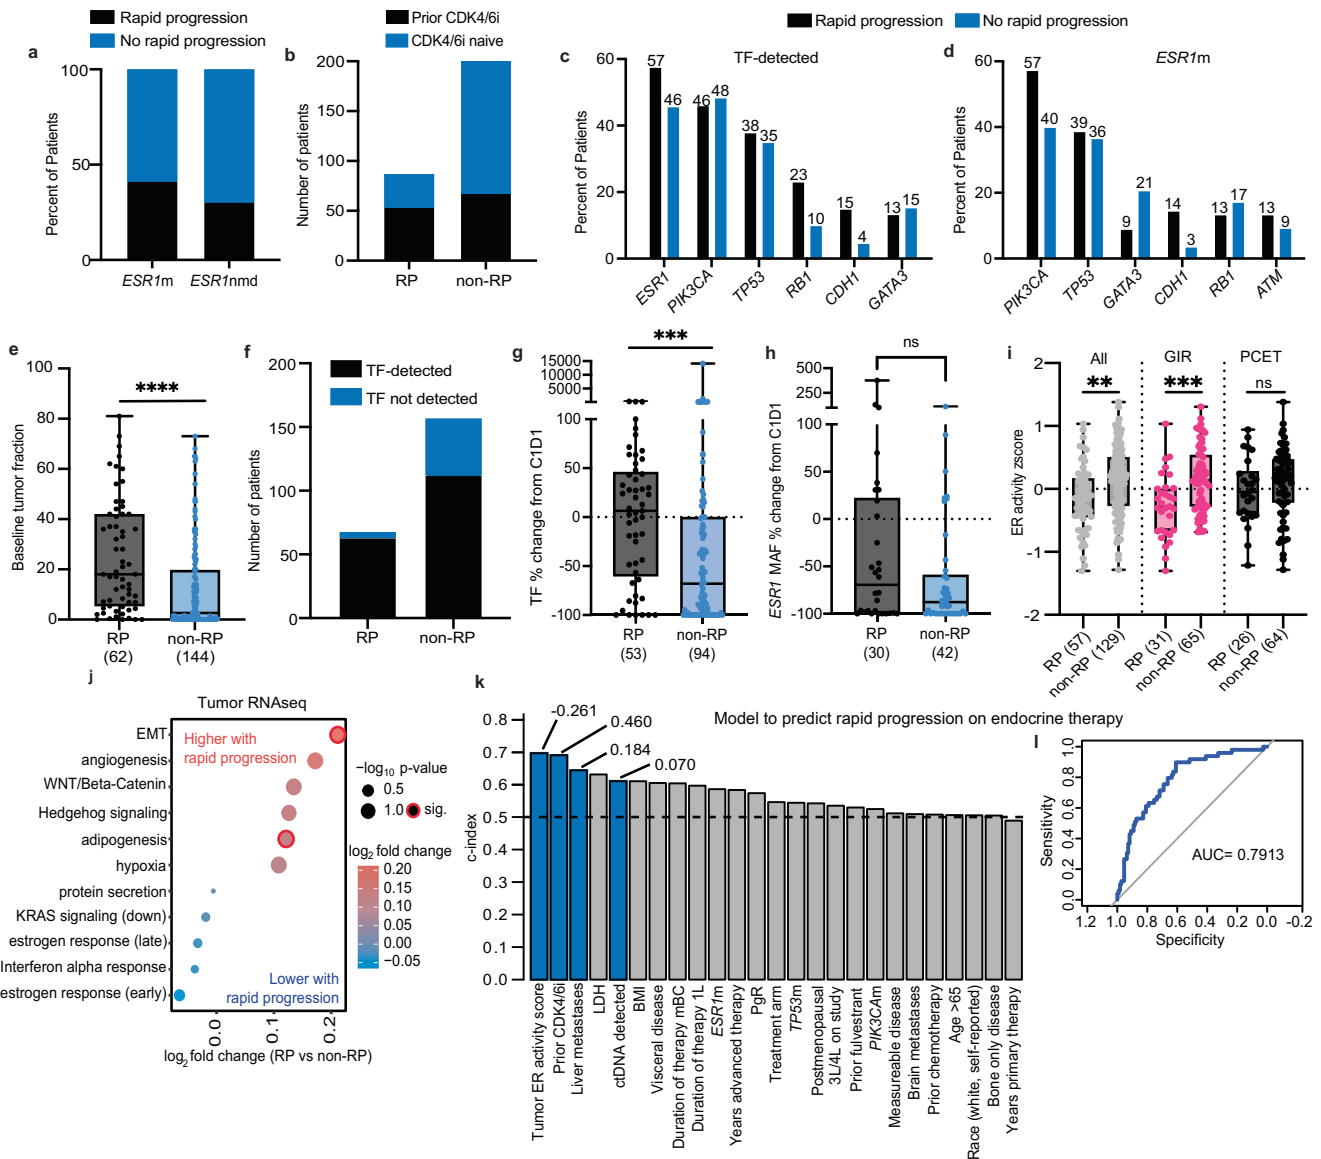 a
Rapid progression
No rapid progression
Percent of Patients
100
50
0
ESR1m
ESR1nmd
b
Prior CDK4/6i
CDK4/6i naive
Number of patients
200
150
100
50
0
RP
non-RP
Rapid progression
No rapid progression
c
TF-detected
Percent of Patients
60
40
20
0
57
46
46
48
38
35
23
10
15
4
13
15
ESR1
PIK3CA
TP53
RB1
CDH1
GATA3
d
ESR1m
Percent of Patients
60
40
20
0
57
40
39
36
9
21
14
3
13
17
13
9
PIK3CA
TP53
GATA3
CDH1
RB1
ATM
e
Baseline tumor fraction
100
80
60
40
20
0
****
RP
(62)
non-RP
(144)
f
TF-detected
TF not detected
Number of patients
200
150
100
50
0
RP
non-RP
g
TF % change from C1D1
15000
10000
5000
100
50
0
-50
-100
***
RP
(53)
non-RP
(94)
h
ESR1 MAF % change from C1D1
500
250
100
50
0
-50
-100
ns
RP
(30)
non-RP
(42)
i
ER activity zscore
2
1
0
-1
-2
All
GIR
PCET
**
***
ns
RP (57)
non-RP (129)
RP (31)
non-RP (65)
RP (26)
non-RP (64)
j
Tumor RNAseq
EMT
angiogenesis
WNT/Beta-Catenin
Hedgehog signaling
adipogenesis
hypoxia
protein secretion
KRAS signaling (down)
estrogen response (late)
Interferon alpha response
estrogen response (early)
Higher with
rapid progression
Lower with
rapid progression
0.0
0.1
0.2
log2 fold change (RP vs non-RP)
−log10 p-value
0.5
1.0
sig.
log2 fold change
0.20
0.15
0.10
0.05
0.00
−0.05
k
Model to predict rapid progression on endocrine therapy
c-index
0.8
0.7
0.6
0.5
0.4
0.3
0.2
0.1
0.0
-0.261
0.460
0.184
0.070
Tumor ER activity score
Prior CDK4/6i
Liver metastases
LDH
ctDNA detected
BMI
Visceral disease
Duration of therapy mBC
Duration of therapy 1L
ESR1m
Years advanced therapy
PgR
Treatment arm
TP53m
Postmenopausal
3L/4L on study
Prior fulvestrant
PIK3CAm
Measureable disease
Brain metastases
Prior chemotherapy
Age >65
Race (white, self-reported)
Bone only disease
Years primary therapy
l
Sensitivity
1.0
0.8
0.6
0.4
0.2
0.0
AUC= 0.7913
1.2
1.0
0.8
0.6
0.4
0.2
0.0
-0.2
Specificity